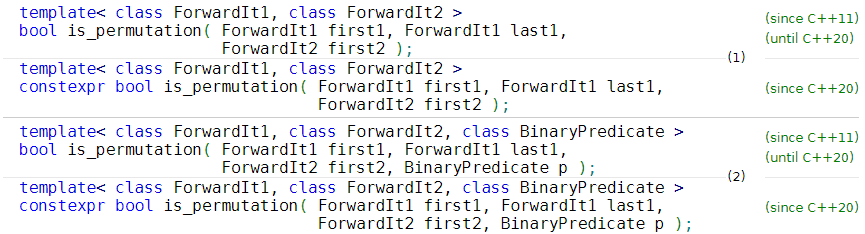 template< class ForwardIt1, class ForwardIt2 >
bool is_permutation( ForwardIt1 first1, ForwardIt1 last1,
ForwardIt2 first2 );
(since C++11)
(until C++20)
(1)
template< class ForwardIt1, class ForwardIt2 >
constexpr bool is_permutation( ForwardIt1 first1, ForwardIt1 last1,
ForwardIt2 first2 );
(since C++20)
template< class ForwardIt1, class ForwardIt2, class BinaryPredicate >
bool is_permutation( ForwardIt1 first1, ForwardIt1 last1,
ForwardIt2 first2, BinaryPredicate p );
(since C++11)
(until C++20)
(2)
template< class ForwardIt1, class ForwardIt2, class BinaryPredicate >
constexpr bool is_permutation( ForwardIt1 first1, ForwardIt1 last1,
ForwardIt2 first2, BinaryPredicate p );
(since C++20)